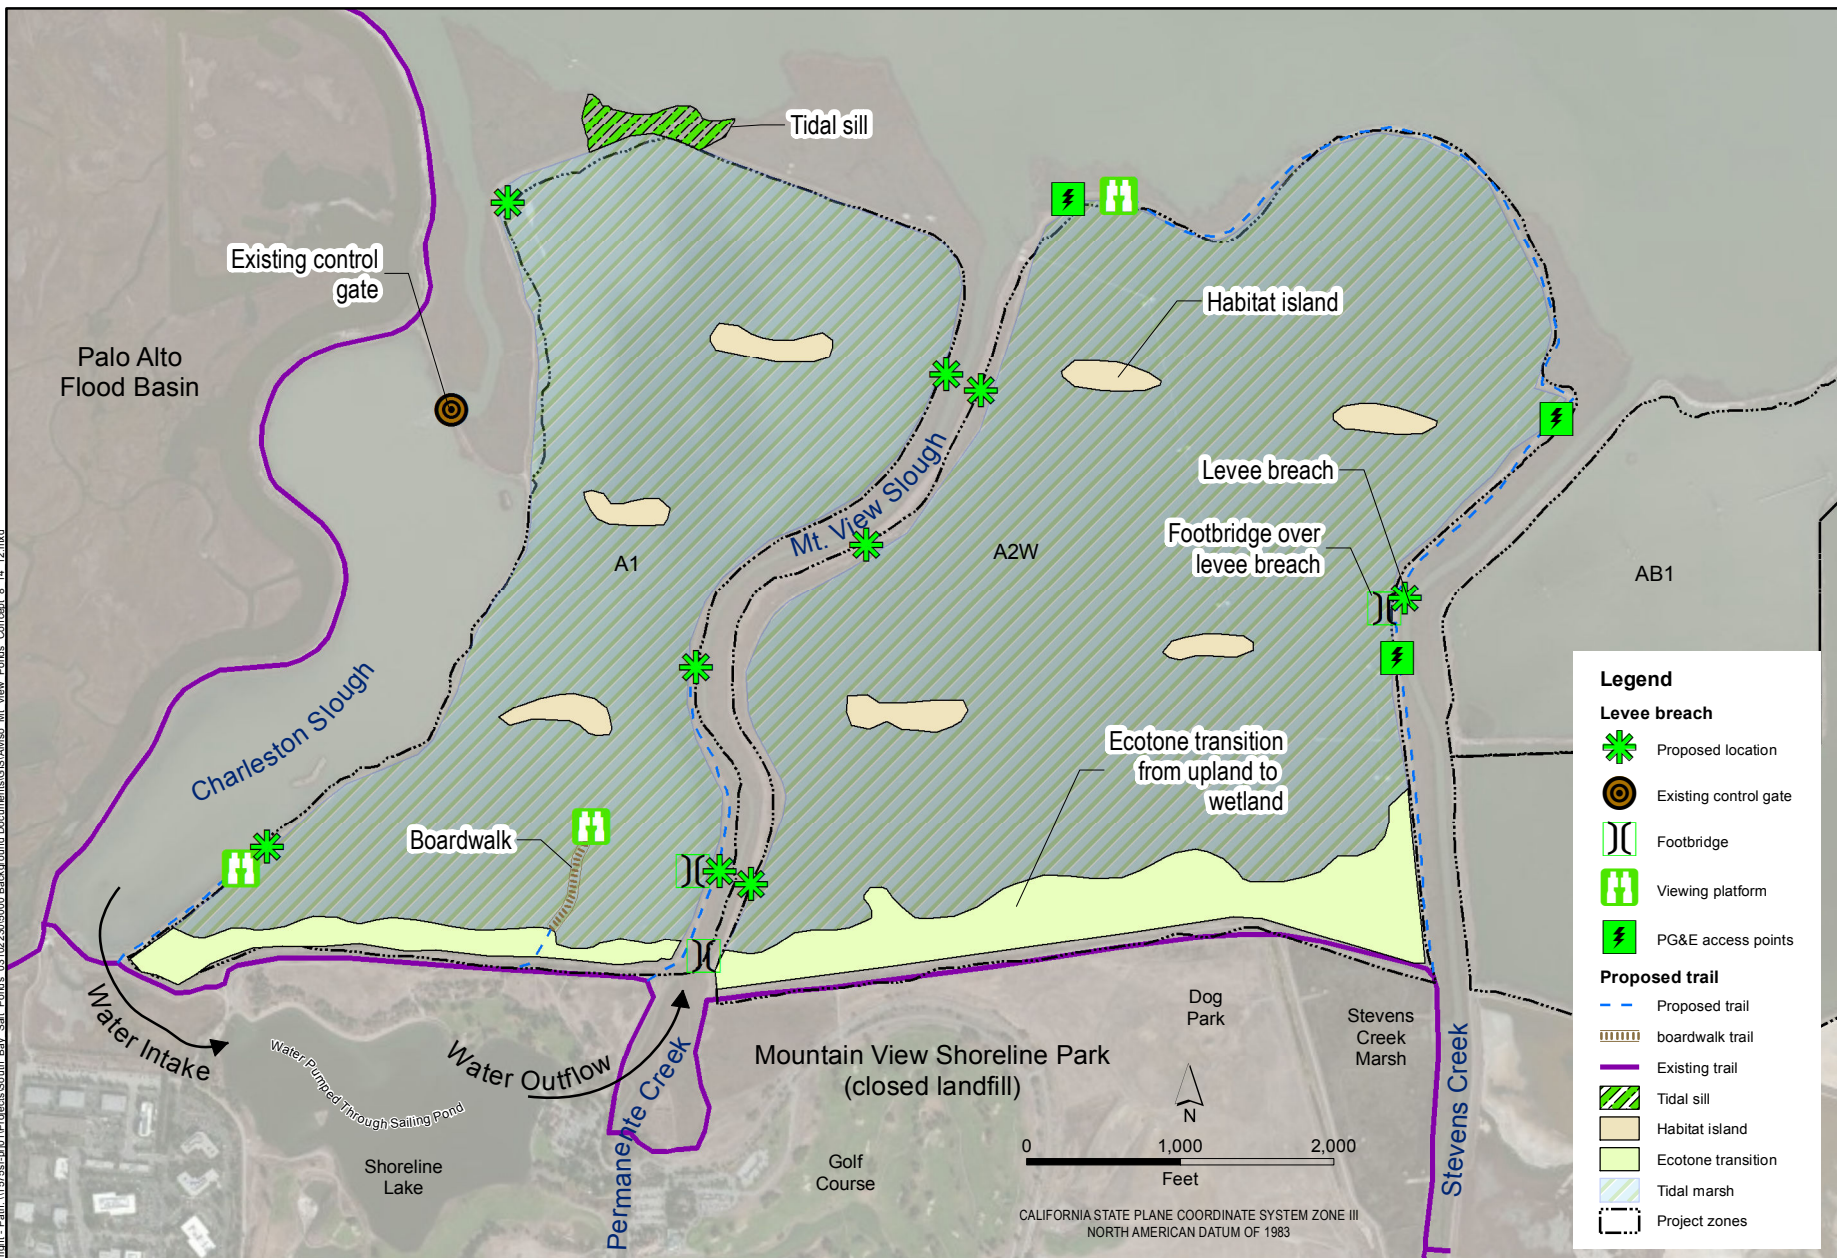 Tidal sill
Existing control
gate
Habitat island
Palo Alto
Flood Basin
Levee breach
Mt. View Slough
A1
A2W
Footbridge over
levee breach
AB1
Charleston Slough
Ecotone transition
from upland to
wetland
Boardwalk
Water Intake
Water Pumped Through Sailing Pond
Water Outflow
Permanente Creek
Mountain View Shoreline Park
(closed landfill)
Dog
Park
Stevens
Creek
Marsh
Stevens Creek
Shoreline
Lake
Golf
Course
N
0 1,000 2,000
Feet
CALIFORNIA STATE PLANE COORDINATE SYSTEM ZONE III
NORTH AMERICAN DATUM OF 1983
Legend
Levee breach
Proposed location
Existing control gate
Footbridge
Viewing platform
PG&E access points
Proposed trail
Proposed trail
boardwalk trail
Existing trail
Tidal sill
Habitat island
Ecotone transition
Tidal marsh
Project zones